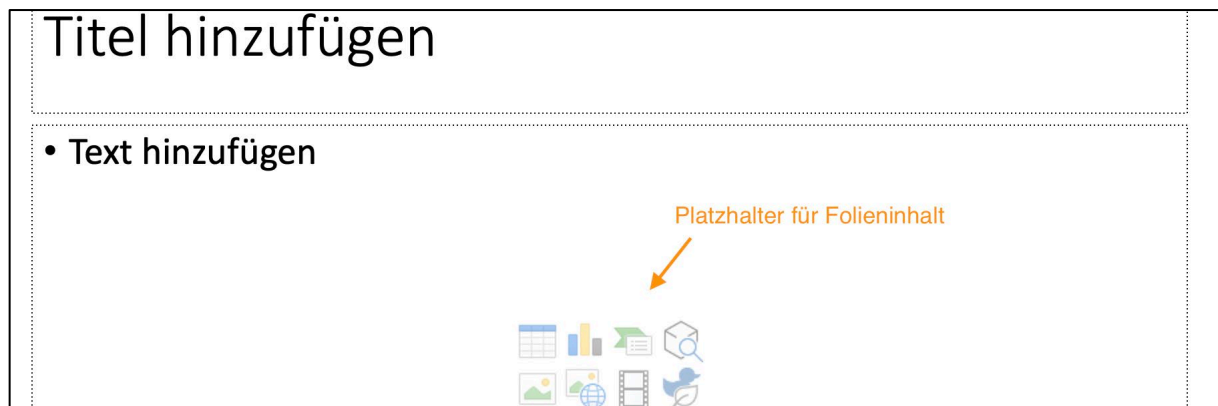 Titel hinzufügen
• Text hinzufügen
Platzhalter für Folieninhalt